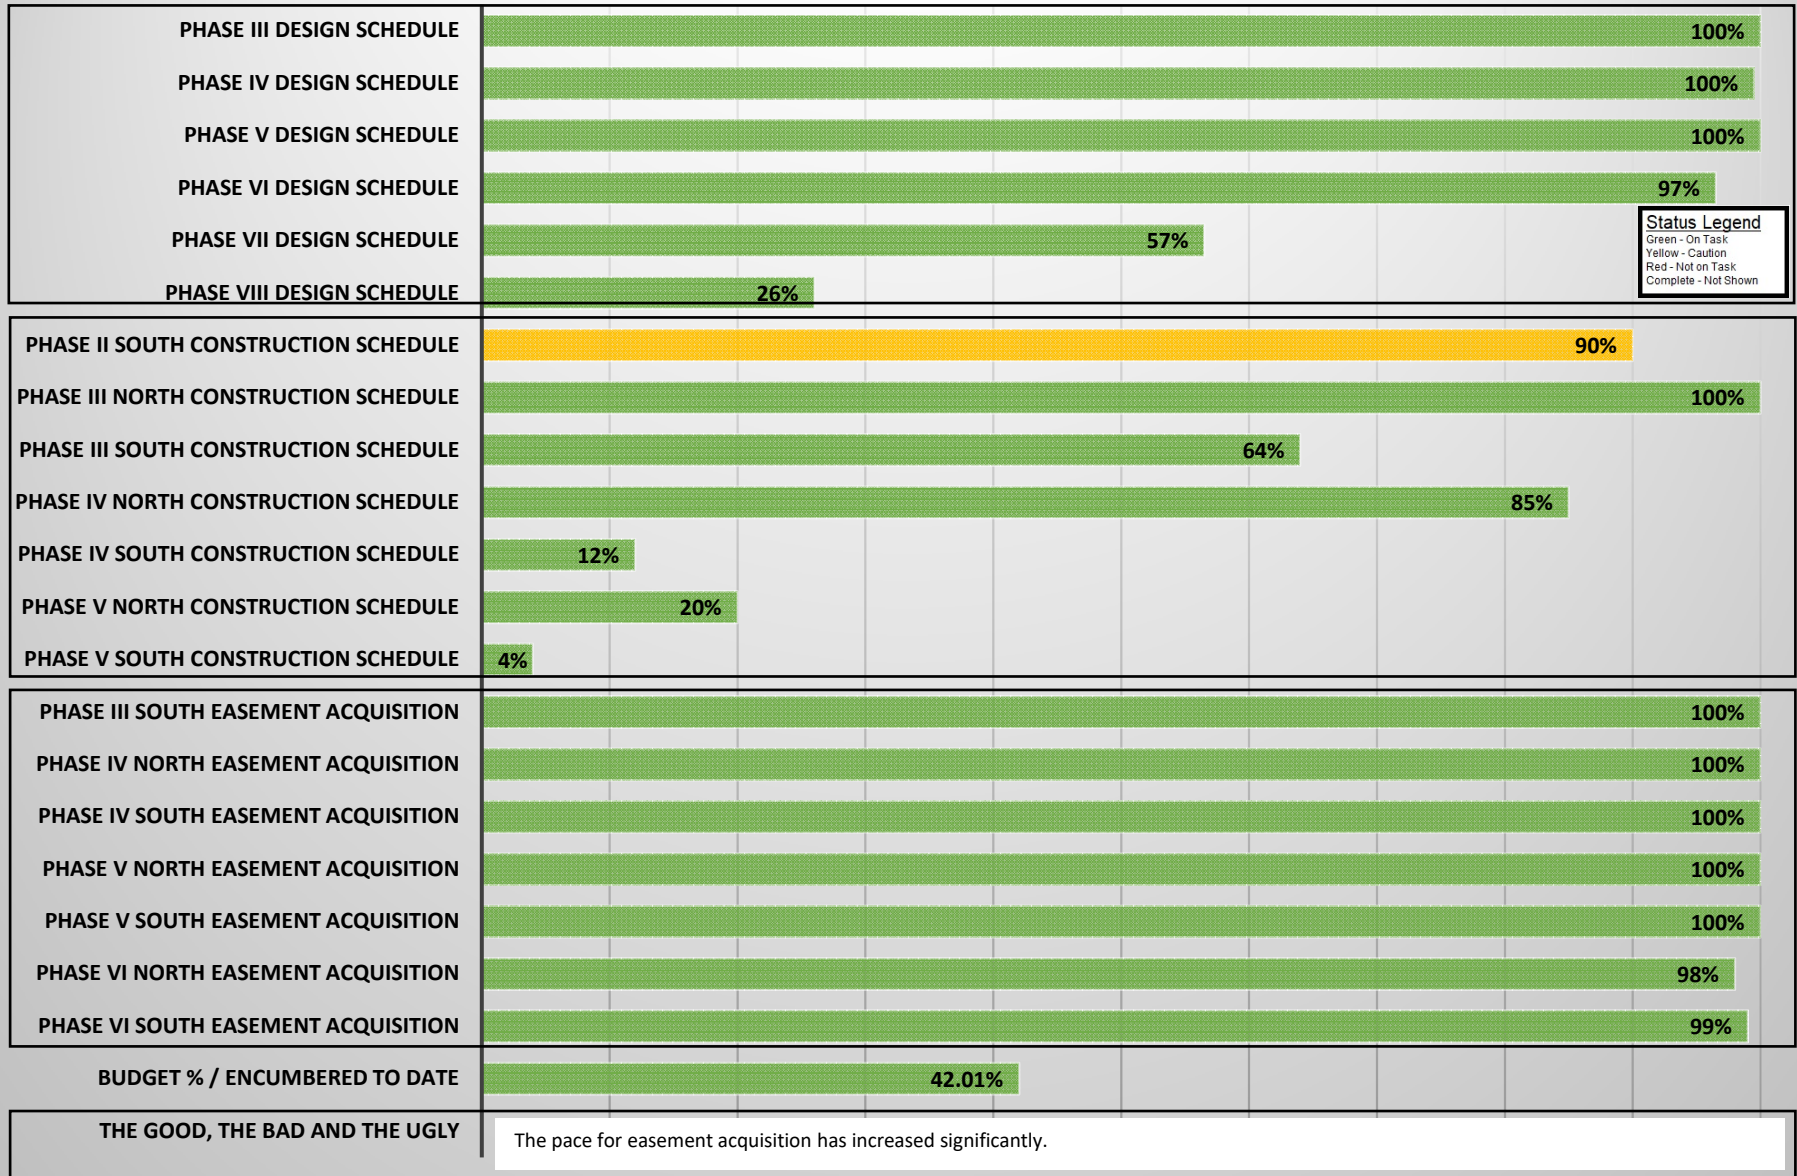 PHASE III DESIGN SCHEDULE 100%
PHASE IV DESIGN SCHEDULE 100%
PHASE V DESIGN SCHEDULE 100%
PHASE VI DESIGN SCHEDULE 97%
PHASE VII DESIGN SCHEDULE 57%
PHASE VIII DESIGN SCHEDULE 26%
Status Legend
Green - On Task
Yellow - Caution
Red - Not on Task
Complete - Not Shown
PHASE II SOUTH CONSTRUCTION SCHEDULE 90%
PHASE III NORTH CONSTRUCTION SCHEDULE 100%
PHASE III SOUTH CONSTRUCTION SCHEDULE 64%
PHASE IV NORTH CONSTRUCTION SCHEDULE 85%
PHASE IV SOUTH CONSTRUCTION SCHEDULE 12%
PHASE V NORTH CONSTRUCTION SCHEDULE 20%
PHASE V SOUTH CONSTRUCTION SCHEDULE 4%
PHASE III SOUTH EASEMENT ACQUISITION 100%
PHASE IV NORTH EASEMENT ACQUISITION 100%
PHASE IV SOUTH EASEMENT ACQUISITION 100%
PHASE V NORTH EASEMENT ACQUISITION 100%
PHASE V SOUTH EASEMENT ACQUISITION 100%
PHASE VI NORTH EASEMENT ACQUISITION 98%
PHASE VI SOUTH EASEMENT ACQUISITION 99%
BUDGET % / ENCUMBERED TO DATE 42.01%
THE GOOD, THE BAD AND THE UGLY
The pace for easement acquisition has increased significantly.